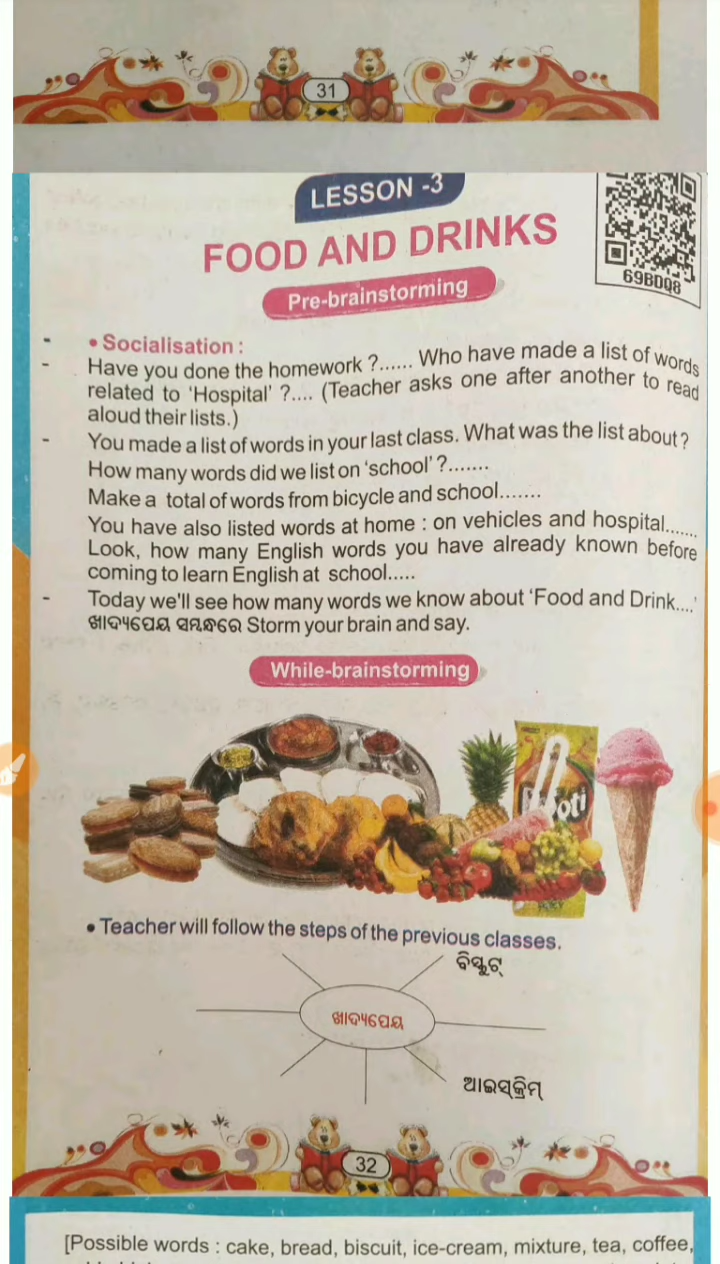 31
LESSON -3
FOOD AND DRINKS
69BDQ8
Pre-brainstorming
- • Socialisation :
- Have you done the homework ?...... Who have made a list of words
related to ‘Hospital’ ?.... (Teacher asks one after another to read
aloud their lists.)
- You made a list of words in your last class. What was the list about ?
How many words did we list on ‘school’ ?.......
Make a total of words from bicycle and school.......
You have also listed words at home : on vehicles and hospital......
Look, how many English words you have already known before
coming to learn English at school.....
- Today we'll see how many words we know about ‘Food and Drink....’
ଖାଦ୍ୟପେୟ ସମ୍ବନ୍ଧରେ Storm your brain and say.
While-brainstorming
• Teacher will follow the steps of the previous classes.
ବିସ୍କୁଟ୍
ଖାଦ୍ୟପେୟ
ଆଇସ୍‌କ୍ରିମ୍
32
[Possible words : cake, bread, biscuit, ice-cream, mixture, tea, coffee,